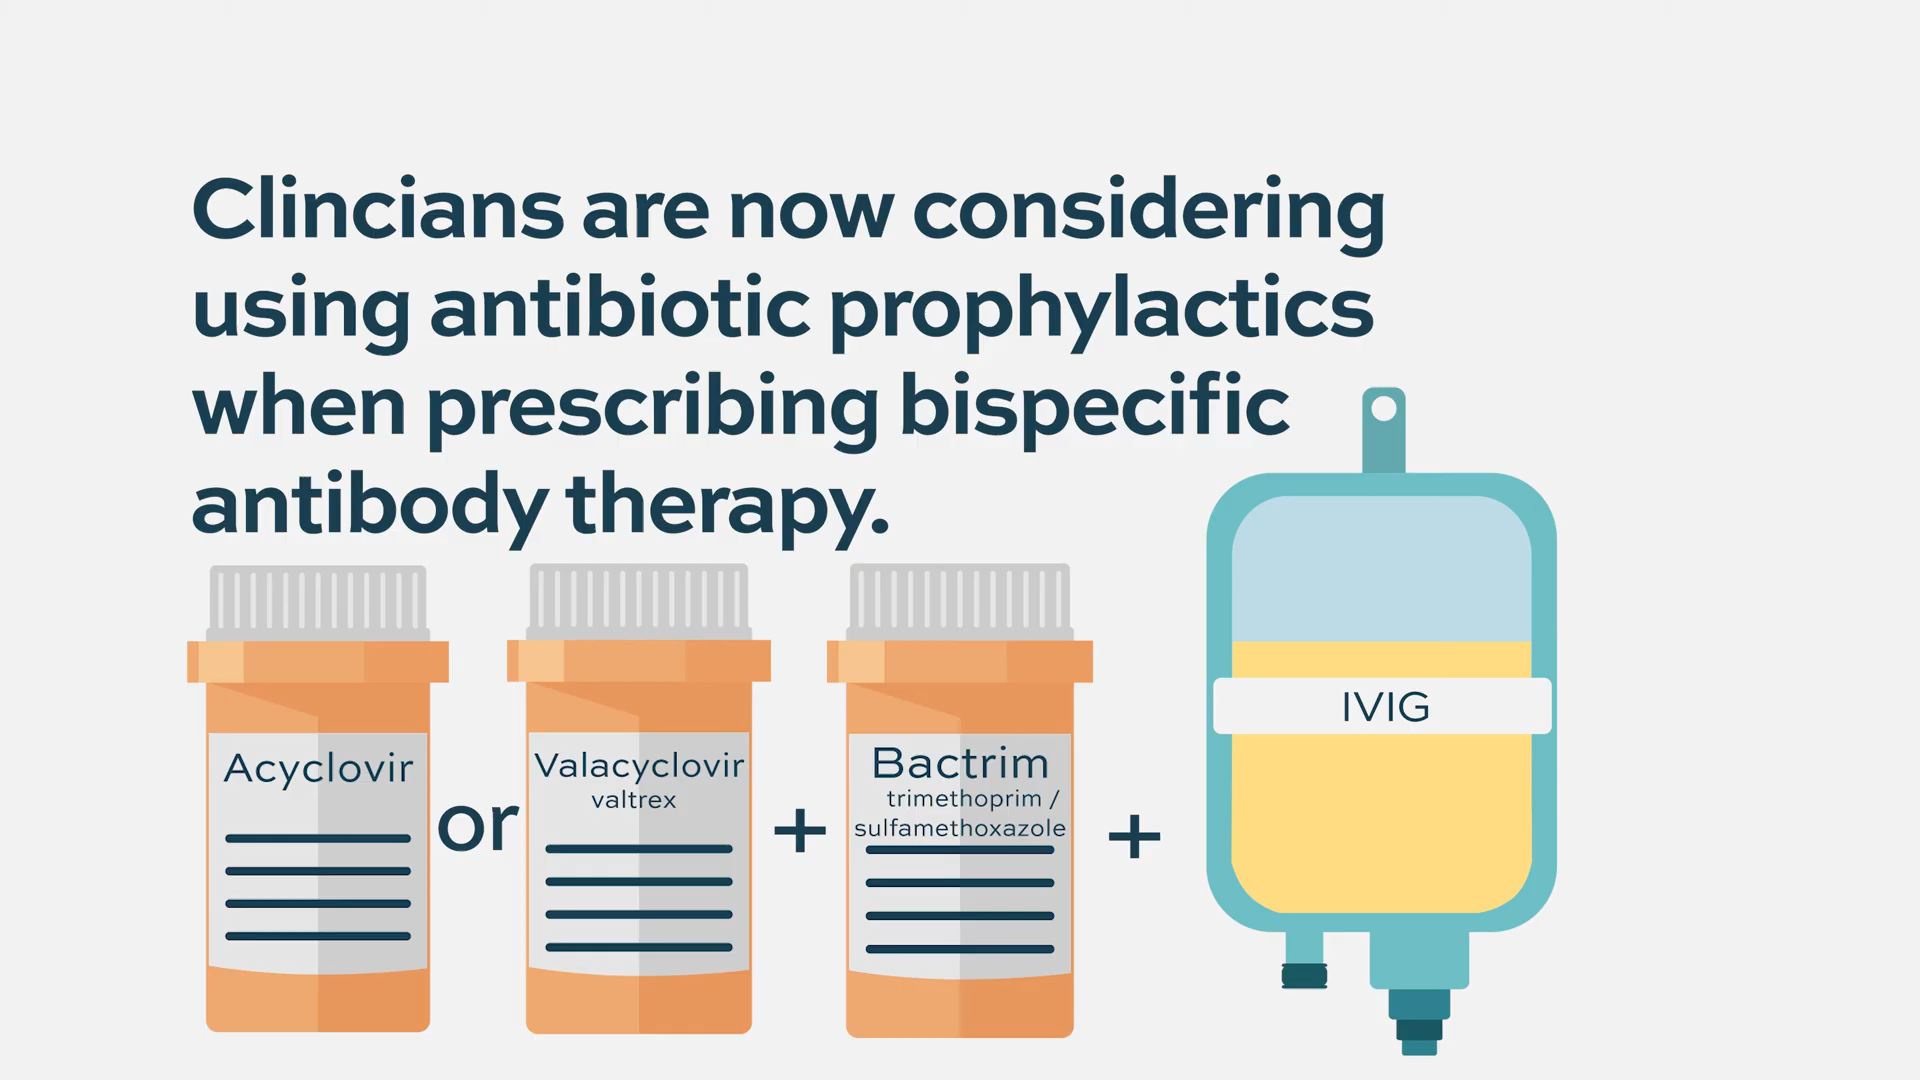 Clincians are now considering
using antibiotic prophylactics
when prescribing bispecific
antibody therapy.
Acyclovir
or
Valacyclovir
valtrex
+
Bactrim
trimethoprim /
sulfamethoxazole
+
IVIG